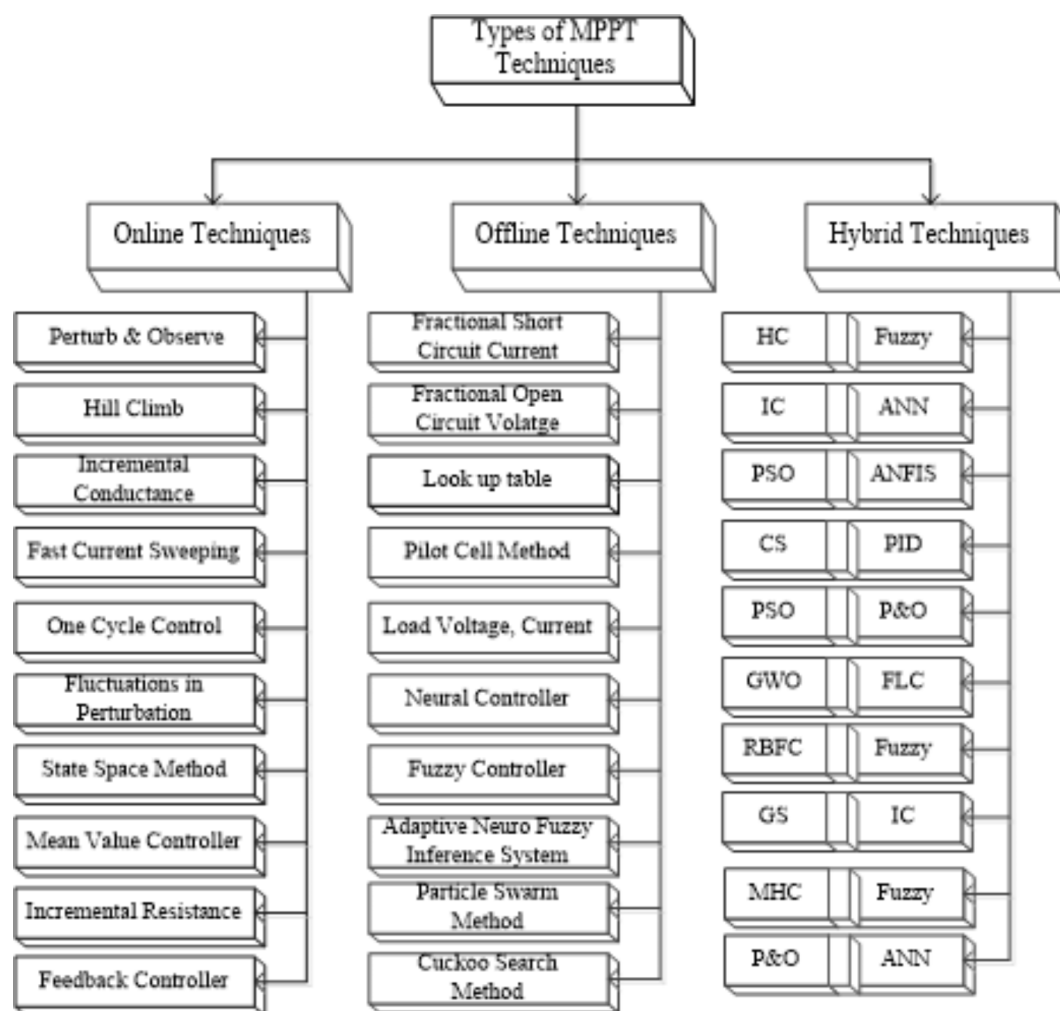 Types of MPPT
Techniques
Online Techniques
Offline Techniques
Hybrid Techniques
Perturb & Observe
Hill Climb
Incremental
Conductance
Fast Current Sweeping
One Cycle Control
Fluctuations in
Perturbation
State Space Method
Mean Value Controller
Incremental Resistance
Feedback Controller
Fractional Short
Circuit Current
Fractional Open
Circuit Volatge
Look up table
Pilot Cell Method
Load Voltage, Current
Neural Controller
Fuzzy Controller
Adaptive Neuro Fuzzy
Inference System
Particle Swarm
Method
Cuckoo Search
Method
HC Fuzzy
IC ANN
PSO ANFIS
CS PID
PSO P&O
GWO FLC
RBFC Fuzzy
GS IC
MHC Fuzzy
P&O ANN